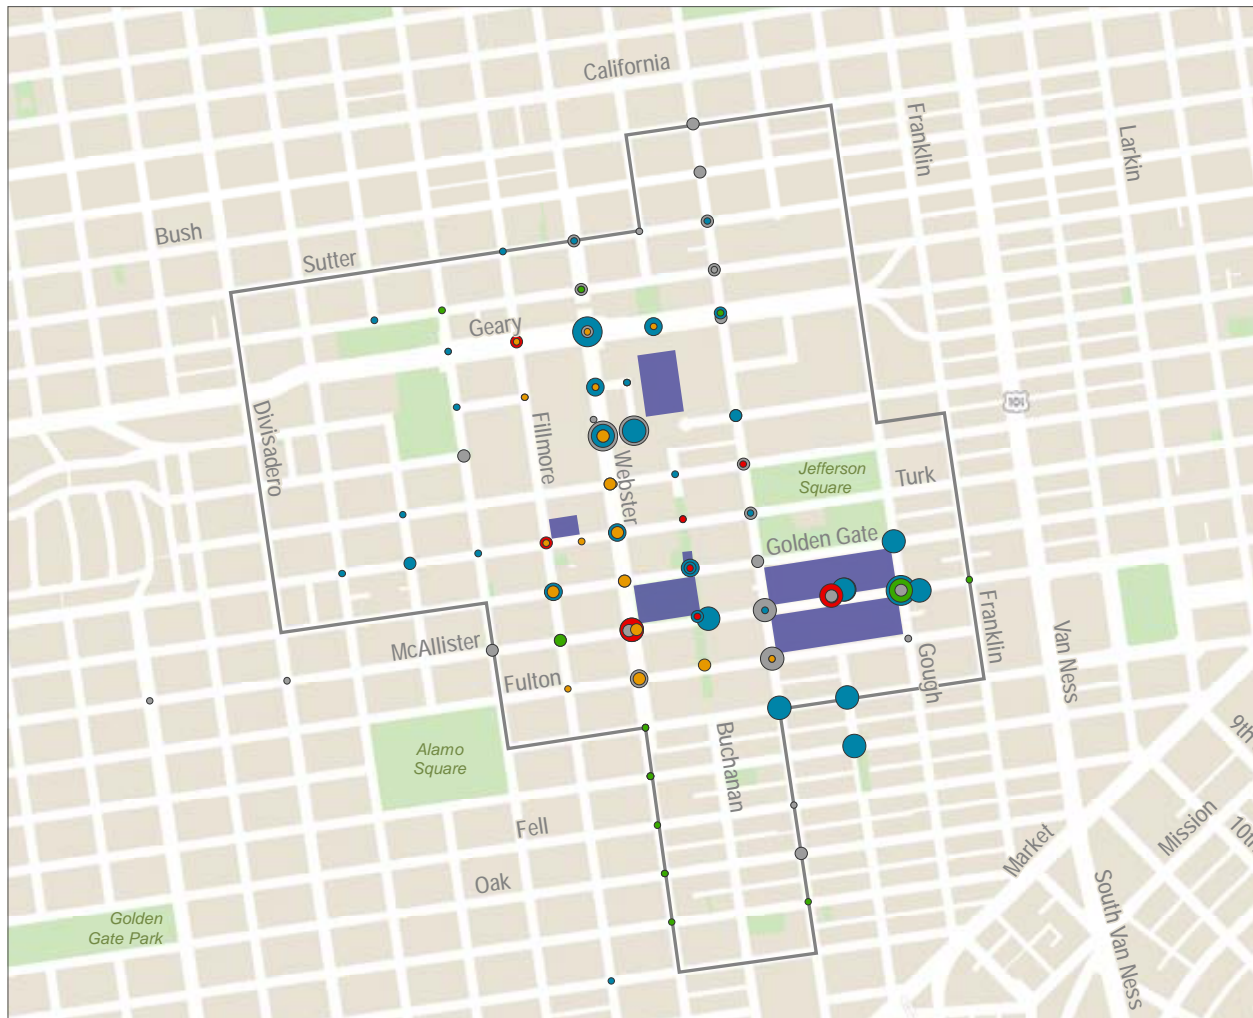 California
Franklin
Larkin
Bush
Sutter
Geary
Divisadero
Fillmore
Webster
Jefferson
Square
Turk
101
Golden Gate
Franklin
McAllister
Fulton
Gough
Van Ness
Alamo
Square
Buchanan
9th
Fell
Market
Mission
10th
Oak
South Van Ness
Golden
Gate Park